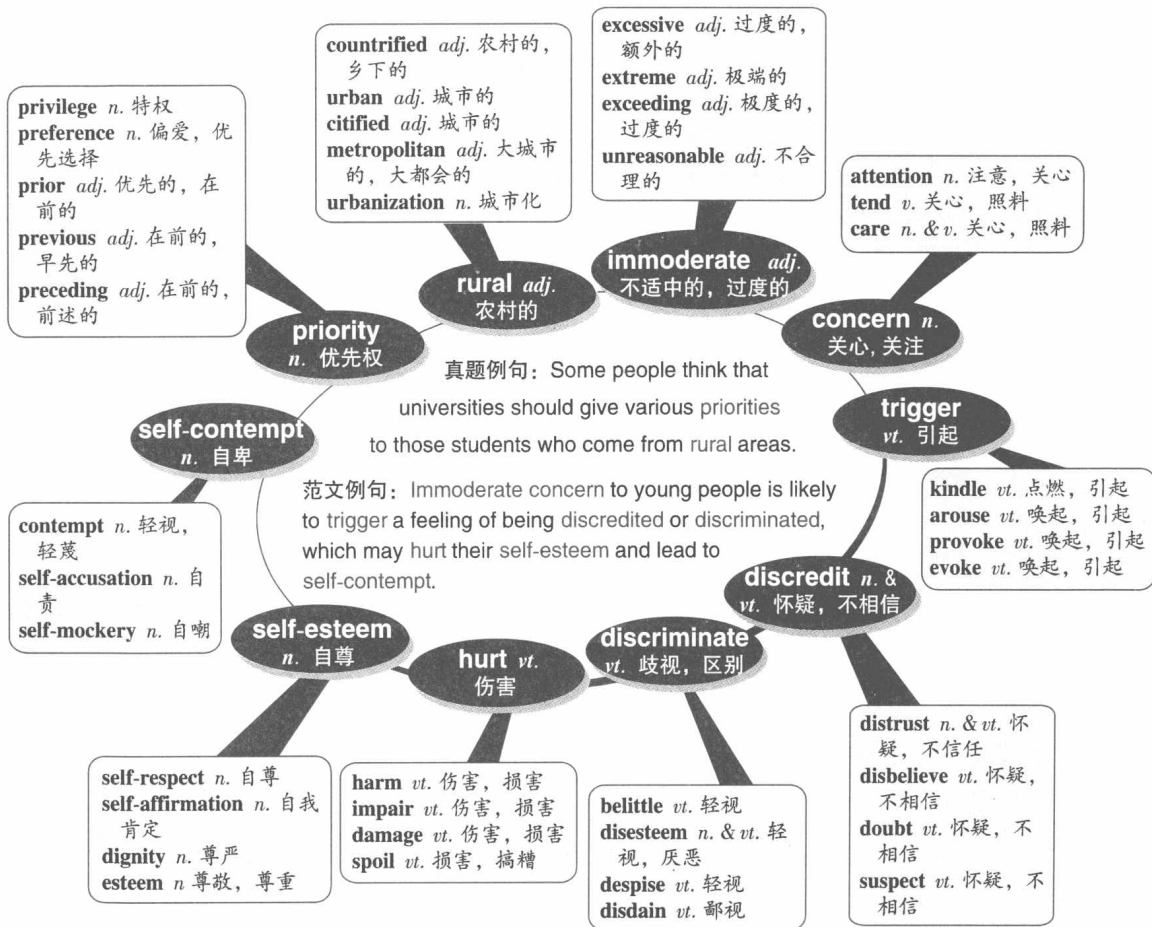 countrified adj. 农村的，
乡下的
urban adj. 城市的
citified adj. 城市的
metropolitan adj. 大城市
的，大都会的
urbanization n. 城市化
excessive adj. 过度的，
额外的
extreme adj. 极端的
exceeding adj. 极度的，
过度的
unreasonable adj. 不合
理的
privilege n. 特权
preference n. 偏爱，优
先选择
prior adj. 优先的，在
前的
previous adj. 在前的，
早先的
preceding adj. 在前的，
前述的
attention n. 注意，关心
tend v. 关心，照料
care n. & v. 关心，照料
rural adj.
农村的
immoderate adj.
不适中的，过度的
priority
n. 优先权
concern n.
关心，关注
真题例句：Some people think that
universities should give various priorities
to those students who come from rural areas.
self-contempt
n. 自卑
trigger
vt. 引起
范文例句：Immoderate concern to young people is likely
to trigger a feeling of being discredited or discriminated,
which may hurt their self-esteem and lead to
self-contempt.
contempt n. 轻视，
轻蔑
self-accusation n. 自
责
self-mockery n. 自嘲
kindle vt. 点燃，引起
arouse vt. 唤起，引起
provoke vt. 唤起，引起
evoke vt. 唤起，引起
self-esteem
n. 自尊
hurt vt.
伤害
discriminate
vt. 歧视，区别
discredit n. &
vt. 怀疑，不相信
self-respect n. 自尊
self-affirmation n. 自我
肯定
dignity n. 尊严
esteem n 尊敬，尊重
harm vt. 伤害，损害
impair vt. 伤害，损害
damage vt. 伤害，损害
spoil vt. 损害，搞糟
belittle vt. 轻视
disesteem n. & vt. 轻
视，厌恶
despise vt. 轻视
disdain vt. 鄙视
distrust n. & vt. 怀
疑，不信任
disbelieve vt. 怀疑，
不相信
doubt vt. 怀疑，不
相信
suspect vt. 怀疑，不
相信